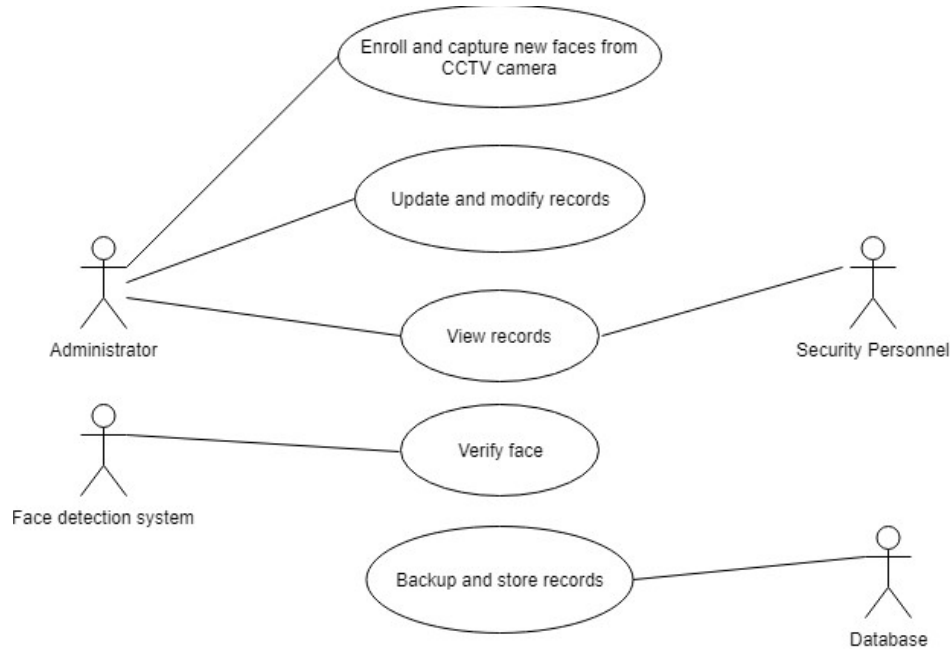 Enroll and capture new faces from
CCTV camera
Update and modify records
Administrator
View records
Security Personnel
Verify face
Face detection system
Backup and store records
Database